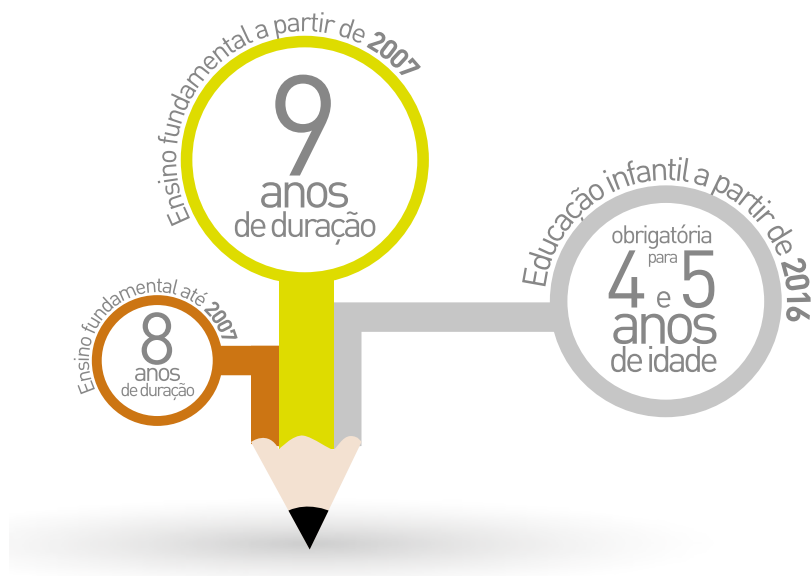 Ensino fundamental a partir de 2007
9
anos
de duração
Educação infantil a partir de 2016
obrigatória
para
4 e 5
anos
de idade
Ensino fundamental até 2007
8
anos
de duração